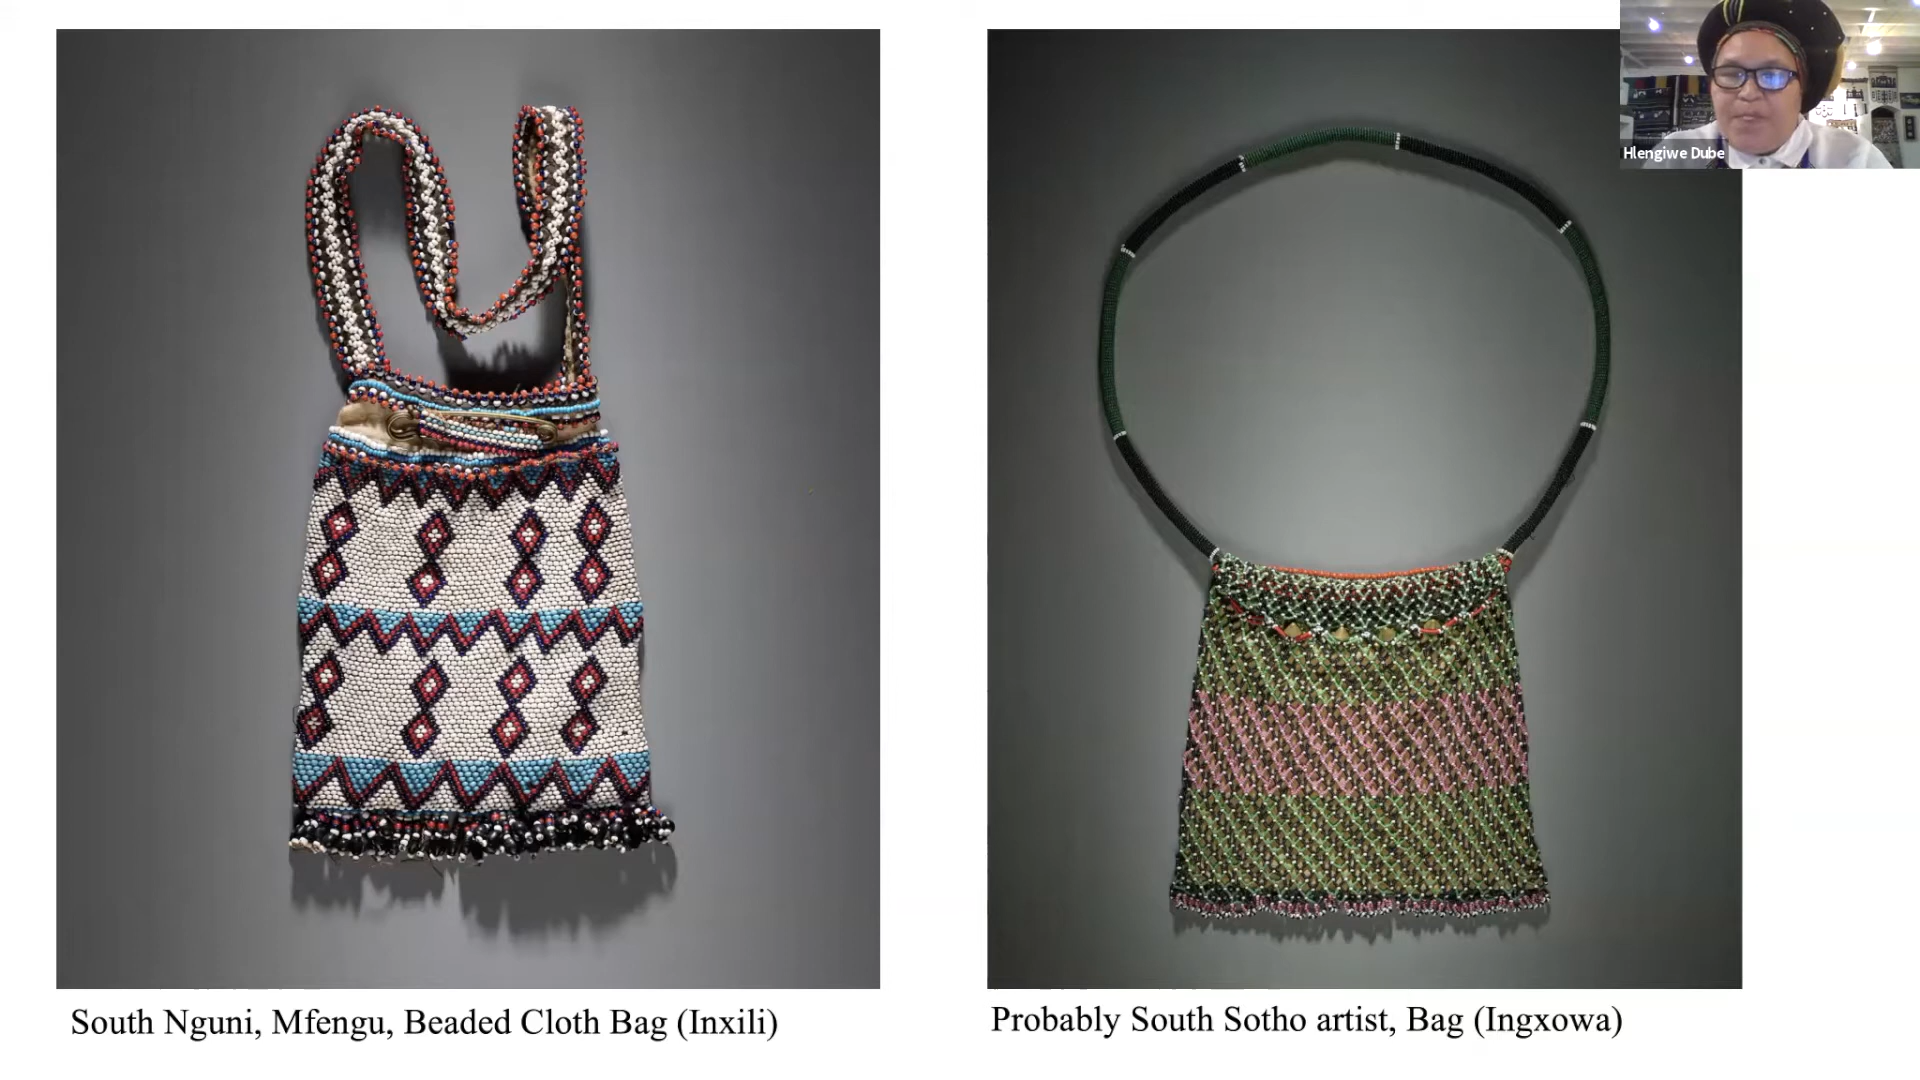 Hlengiwe Dube
South Nguni, Mfengu, Beaded Cloth Bag (Inxili)
Probably South Sotho artist, Bag (Ingxowa)